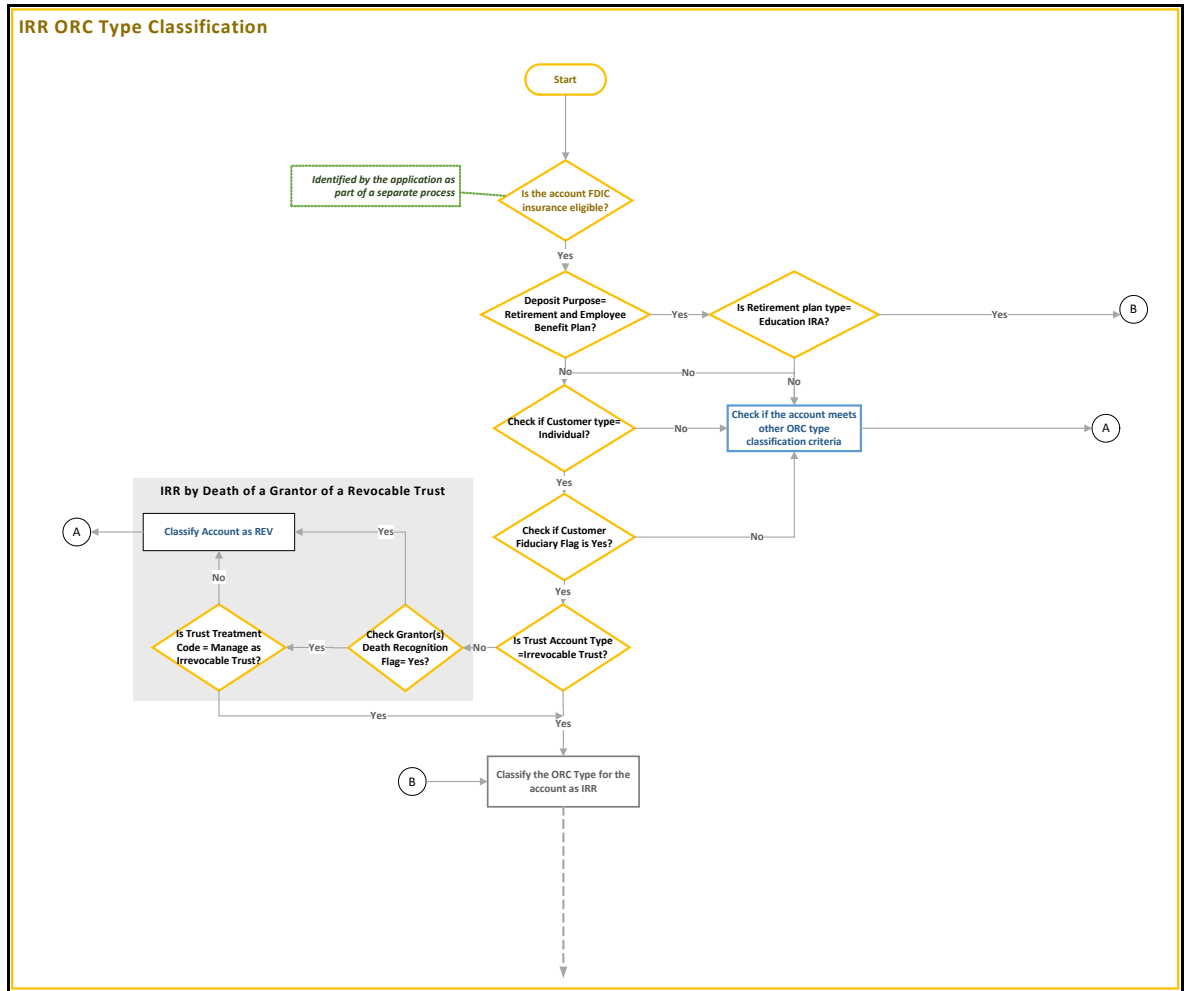 IRR ORC Type Classification
Start
Identified by the application as
part of a separate process
Is the account FDIC
insurance eligible?
Yes
Deposit Purpose=
Retirement and Employee
Benefit Plan?
Yes
Is Retirement plan type=
Education IRA?
Yes
B
No
No
No
Check if Customer type=
Individual?
No
Check if the account meets
other ORC type
classification criteria
A
Yes
IRR by Death of a Grantor of a Revocable Trust
A
Classify Account as REV
Yes
Check if Customer
Fiduciary Flag is Yes?
No
No
Yes
Is Trust Treatment
Code = Manage as
Irrevocable Trust?
Yes
Check Grantor(s)
Death Recognition
Flag= Yes?
No
Is Trust Account Type
=Irrevocable Trust?
Yes
Yes
B
Classify the ORC Type for the
account as IRR